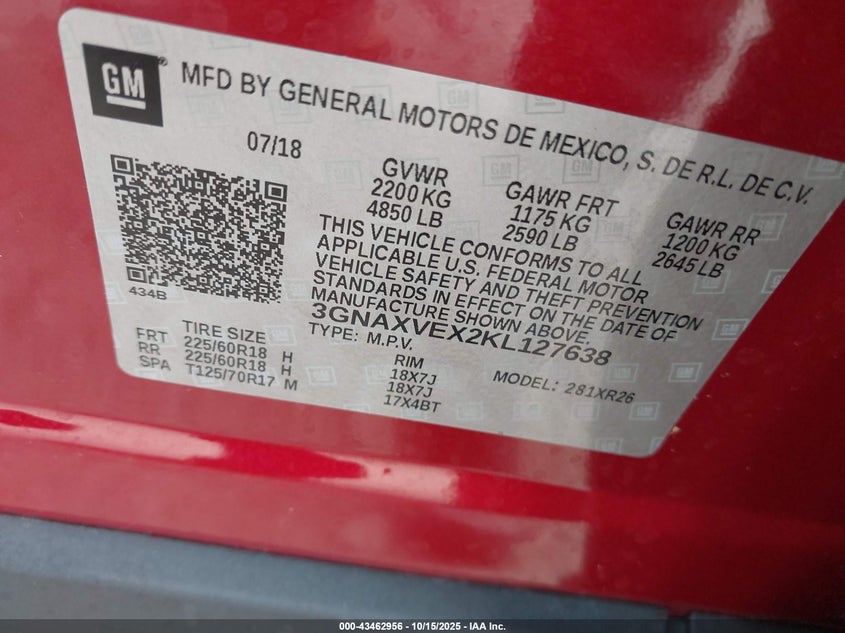 GM
MFD BY GENERAL MOTORS DE MEXICO, S. DE R.L. DE C.V.
07/18
GVWR
2200 KG
4850 LB
GAWR FRT
1175 KG
2590 LB
GAWR RR
1200 KG
2645 LB
THIS VEHICLE CONFORMS TO ALL
APPLICABLE U.S. FEDERAL MOTOR
VEHICLE SAFETY AND THEFT PREVENTION
STANDARDS IN EFFECT ON THE DATE OF
MANUFACTURE SHOWN ABOVE.
3GNAXVEX2KL127638
TYPE: M.P.V.
MODEL: 281XR26
434B
TIRE SIZE
RIM
FRT 225/60R18 H 18X7J
RR 225/60R18 H 18X7J
SPA T125/70R17 M 17X4BT
000-43462956 - 10/15/2025 - IAA Inc.